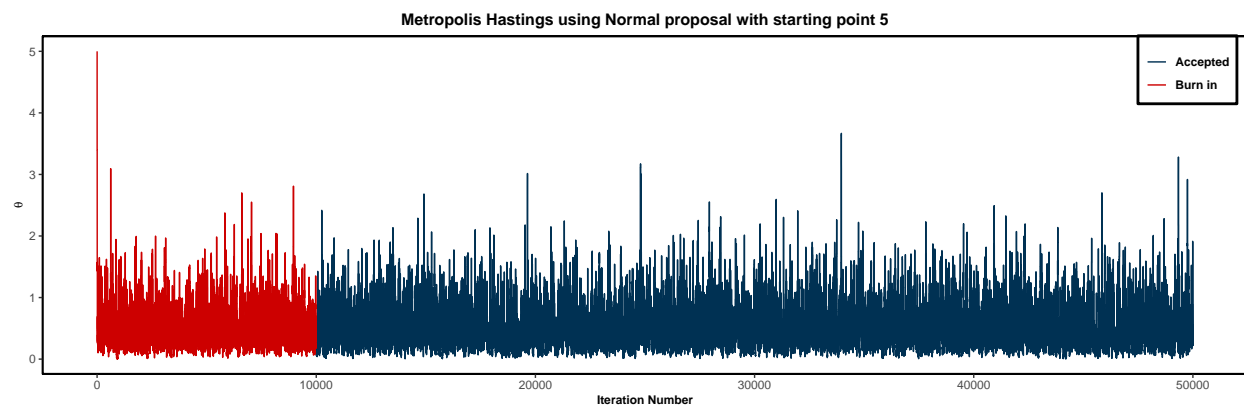 Metropolis Hastings using Normal proposal with starting point 5
Accepted
Burn in
5
4
3
2
1
0
θ
0
10000
20000
30000
40000
50000
Iteration Number